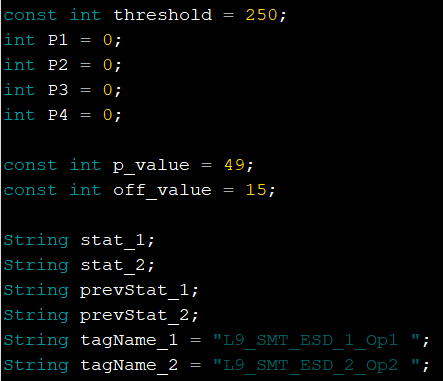 const int threshold = 250;
int P1 = 0;
int P2 = 0;
int P3 = 0;
int P4 = 0;
const int p_value = 49;
const int off_value = 15;
String stat_1;
String stat_2;
String prevStat_1;
String prevStat_2;
String tagName_1 = "L9_SMT_ESD_1_Op1 ";
String tagName_2 = "L9_SMT_ESD_2_Op2 ";